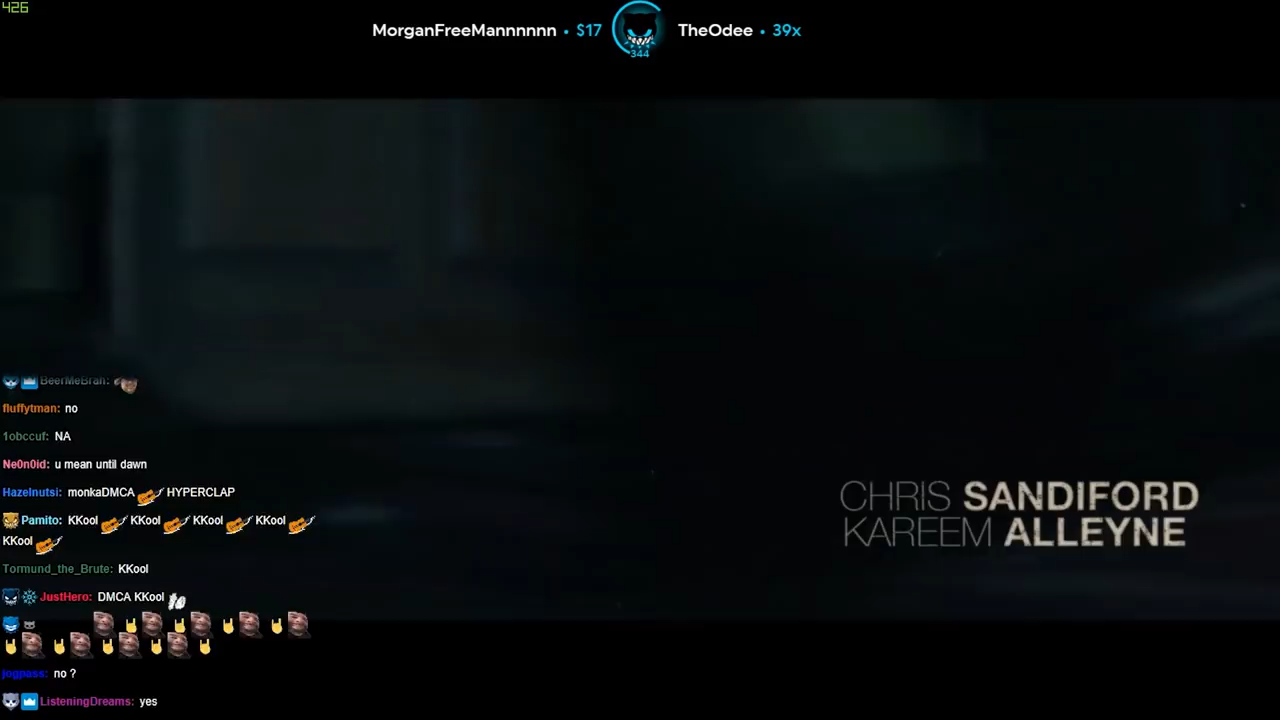 426
MorganFreeMannnnnn • $17
344
TheOdee • 39x
BeerMeBrah:
fluffytman: no
1obccuf: NA
Ne0n0id: u mean until dawn
Hazelnutsi: monkaDMCA HYPERCLAP
Pamito: KKool KKool KKool KKool
KKool
Tormund_the_Brute: KKool
JustHero: DMCA KKool
jogpass: no ?
ListeningDreams: yes
CHRIS SANDIFORD
KAREEM ALLEYNE